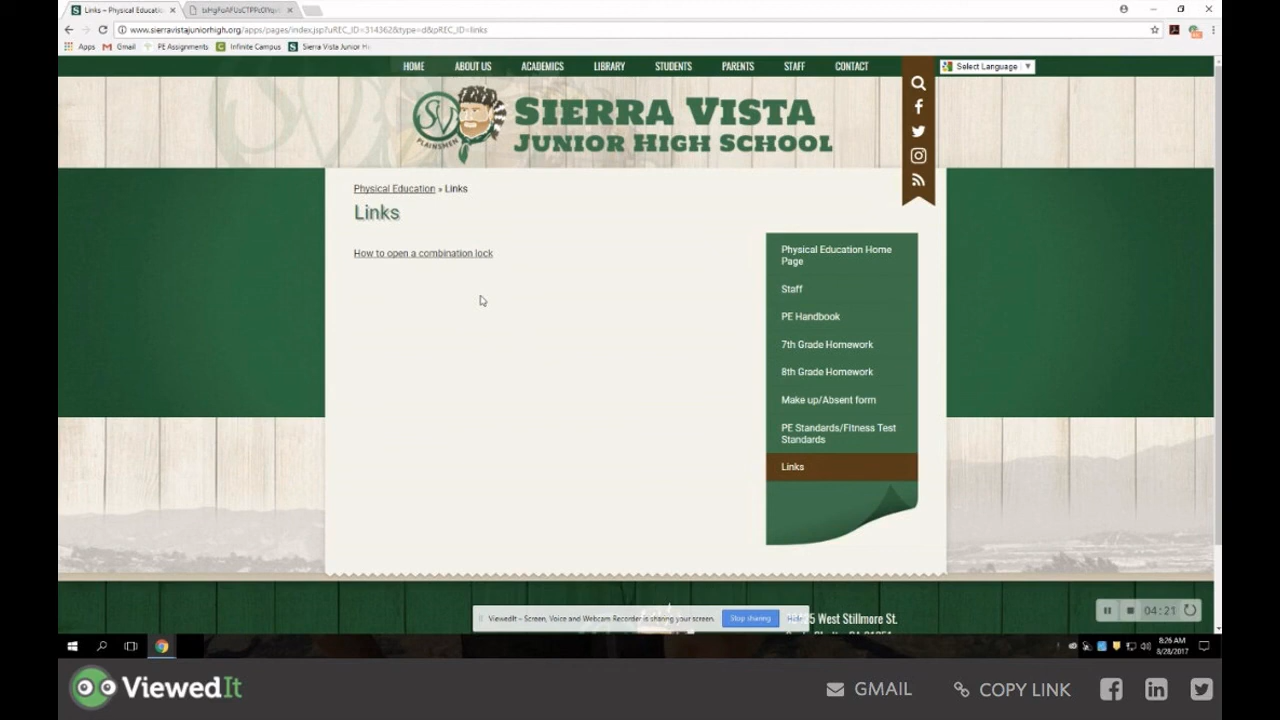 Links – Physical Educatio
www.sierravistajuniorhigh.org/apps/pages/index.jsp?uREC_ID=314362&type=d&pREC_ID=links
Apps Gmail PE Assignments Infinite Campus Sierra Vista Junior Hi
HOME ABOUT US ACADEMICS LIBRARY STUDENTS PARENTS STAFF CONTACT
Select Language
SV
PLAINSMEN
SIERRA VISTA
JUNIOR HIGH SCHOOL
Physical Education » Links
Links
How to open a combination lock
Physical Education Home
Page
Staff
PE Handbook
7th Grade Homework
8th Grade Homework
Make up/Absent form
PE Standards/Fitness Test
Standards
Links
ViewedIt – Screen, Voice and Webcam Recorder is sharing your screen. Stop sharing Hide
5 West Stillmore St.
04:21
8:26 AM
8/28/2017
ViewedIt
GMAIL
COPY LINK